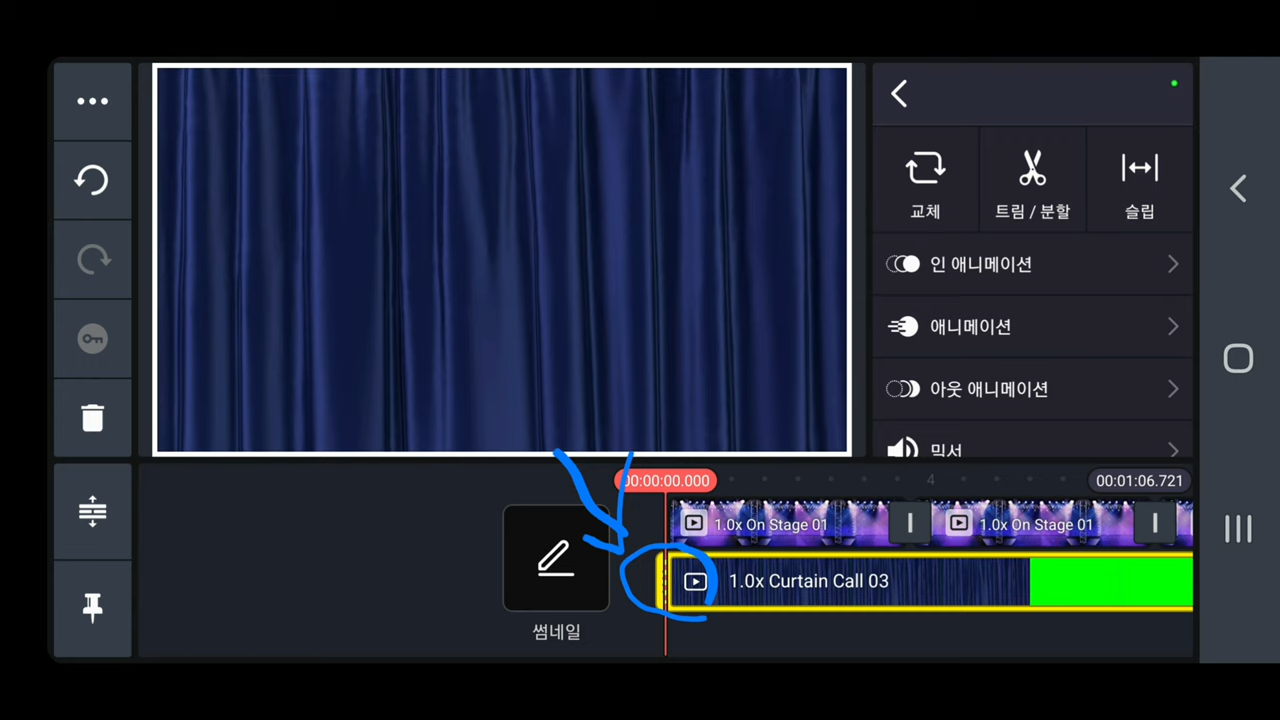 교체
트림 / 분할
슬립
인 애니메이션
애니메이션
아웃 애니메이션
믹서
00:00:00.000
4
00:01:06.721
1.0x On Stage 01
1.0x On Stage 01
1.0x Curtain Call 03
썸네일